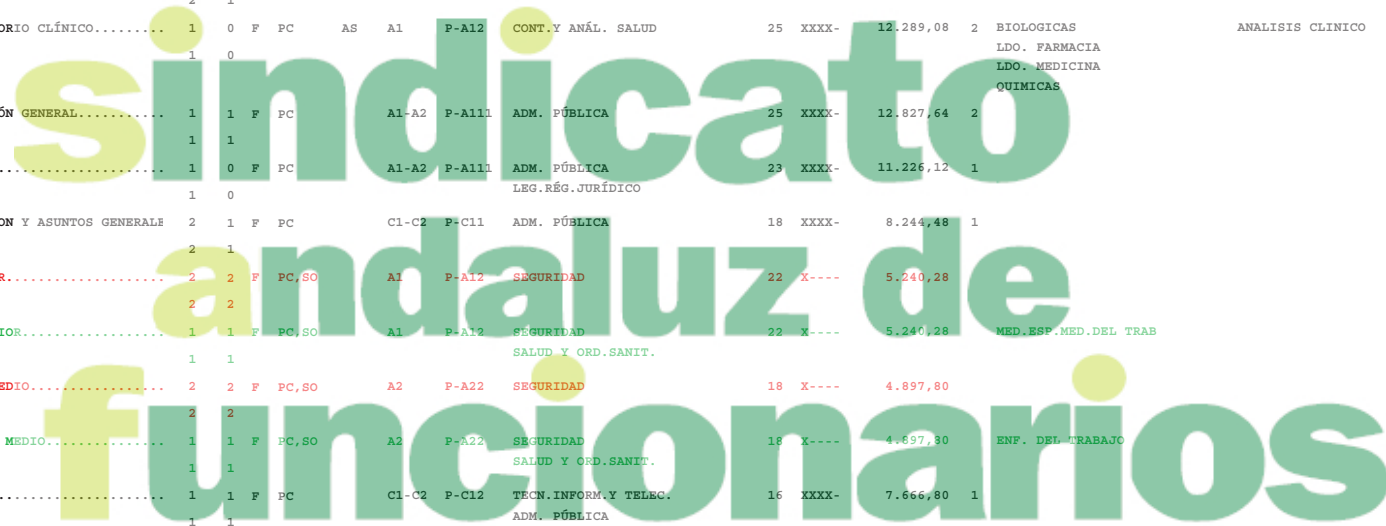 2 1
ORIO CLÍNICO......... 1 0 F PC AS A1 P-A12 CONT.Y ANÁL. SALUD 25 XXXX- 12.289,08 2 BIOLOGICAS ANALISIS CLINICO
LDO. FARMACIA
1 0
LDO. MEDICINA
QUIMICAS
sindicato
ÓN GENERAL........... 1 1 F PC A1-A2 P-A111 ADM. PÚBLICA 25 XXXX- 12.827,64 2
1 1
.................... 1 0 F PC A1-A2 P-A111 ADM. PÚBLICA 23 XXXX- 11.226,12 1
LEG.RÉG.JURÍDICO
1 0
ON Y ASUNTOS GENERALE 2 1 F PC C1-C2 P-C11 ADM. PÚBLICA 18 XXXX- 8.244,48 1
2 1
andaluz de
R.................... 2 2 F PC,SO A1 P-A12 SEGURIDAD 22 X---- 5.240,28
2 2
IOR.................. 1 1 F PC,SO A1 P-A12 SEGURIDAD 22 X---- 5.240,28 MED.ESP.MED.DEL TRAB
SALUD Y ORD.SANIT.
1 1
EDIO................. 2 2 F PC,SO A2 P-A22 SEGURIDAD 18 X---- 4.897,80
2 2
funcionarios
MEDIO............... 1 1 F PC,SO A2 P-A22 SEGURIDAD 18 X---- 4.897,80 ENF. DEL TRABAJO
SALUD Y ORD.SANIT.
1 1
.................... 1 1 F PC C1-C2 P-C12 TECN.INFORM.Y TELEC. 16 XXXX- 7.666,80 1
ADM. PÚBLICA
1 1